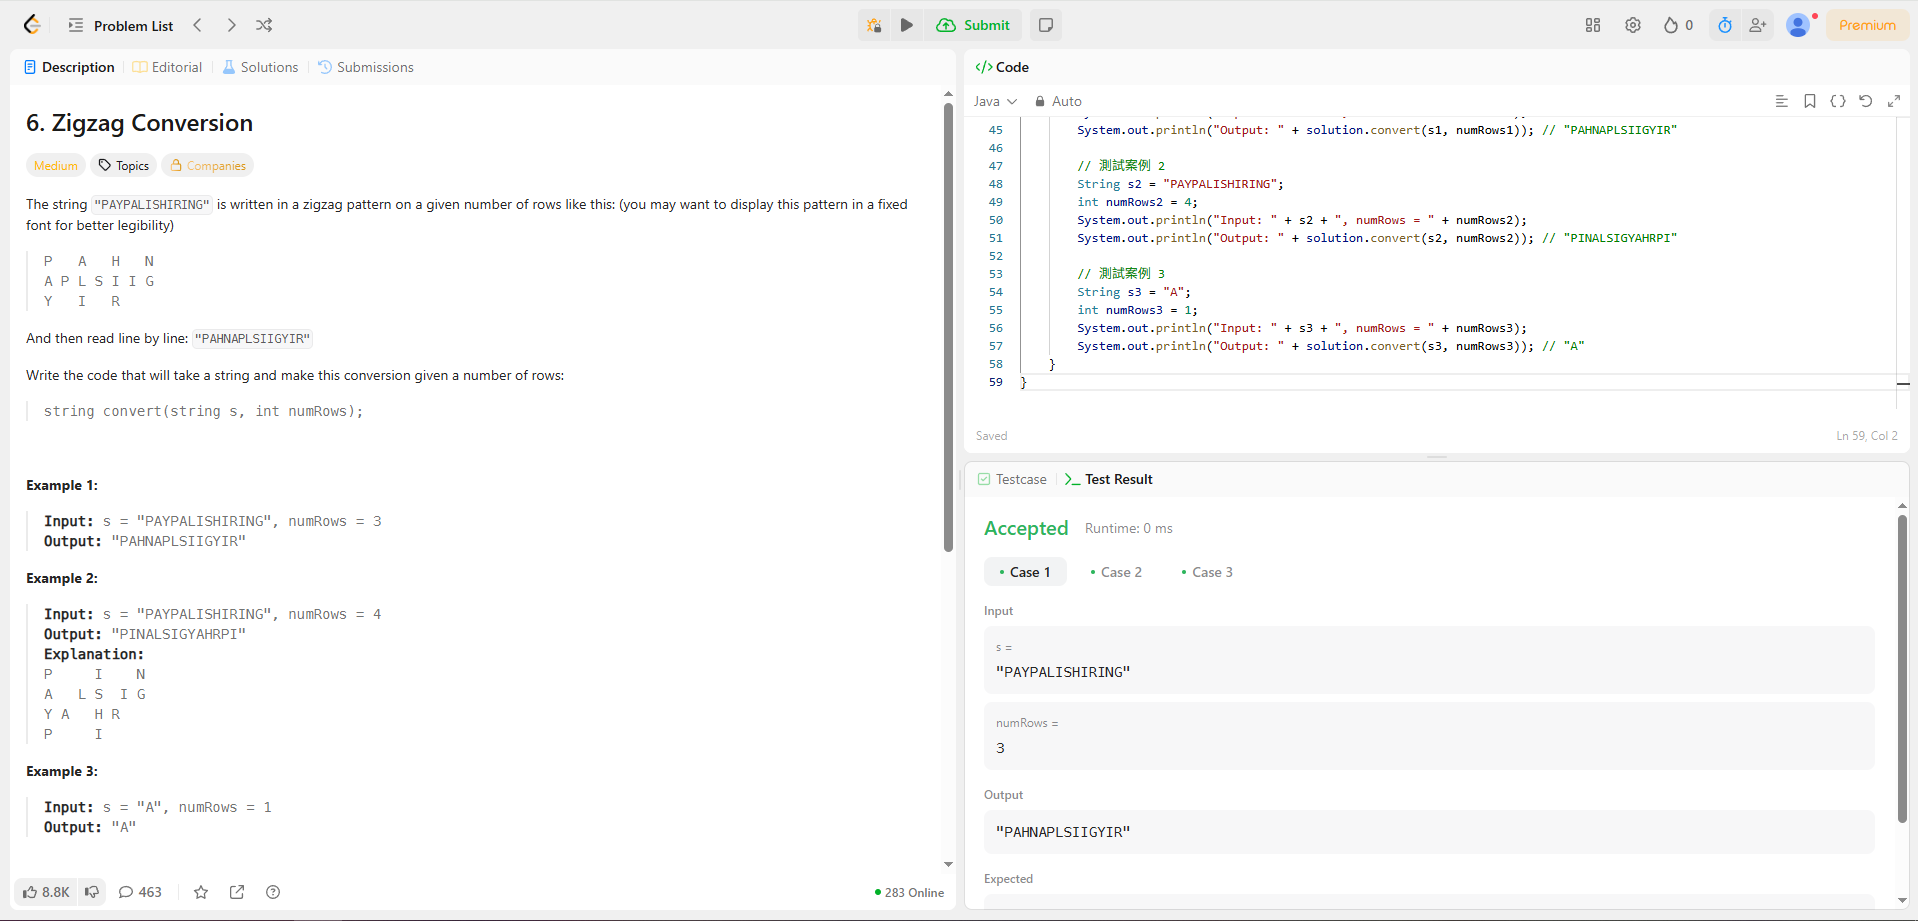 Problem List
Submit
0
Premium
Description
Editorial
Solutions
Submissions
6. Zigzag Conversion
Medium
Topics
Companies
The string "PAYPALISHIRING" is written in a zigzag pattern on a given number of rows like this: (you may want to display this pattern in a fixed
font for better legibility)
P   A   H   N
A P L S I I G
Y   I   R
And then read line by line: "PAHNAPLSIIGYIR"
Write the code that will take a string and make this conversion given a number of rows:
string convert(string s, int numRows);
Example 1:
Input: s = "PAYPALISHIRING", numRows = 3
Output: "PAHNAPLSIIGYIR"
Example 2:
Input: s = "PAYPALISHIRING", numRows = 4
Output: "PINALSIGYAHRPI"
Explanation:
P     I    N
A   L S  I G
Y A   H R
P     I
Example 3:
Input: s = "A", numRows = 1
Output: "A"
8.8K
463
283 Online
</> Code
Java
Auto
45 System.out.println("Output: " + solution.convert(s1, numRows1)); // "PAHNAPLSIIGYIR"
46
47 // 測試案例 2
48 String s2 = "PAYPALISHIRING";
49 int numRows2 = 4;
50 System.out.println("Input: " + s2 + ", numRows = " + numRows2);
51 System.out.println("Output: " + solution.convert(s2, numRows2)); // "PINALSIGYAHRPI"
52
53 // 測試案例 3
54 String s3 = "A";
55 int numRows3 = 1;
56 System.out.println("Input: " + s3 + ", numRows = " + numRows3);
57 System.out.println("Output: " + solution.convert(s3, numRows3)); // "A"
58 }
59 }
Saved
Ln 59, Col 2
Testcase
Test Result
Accepted
Runtime: 0 ms
Case 1
Case 2
Case 3
Input
s =
"PAYPALISHIRING"
numRows =
3
Output
"PAHNAPLSIIGYIR"
Expected